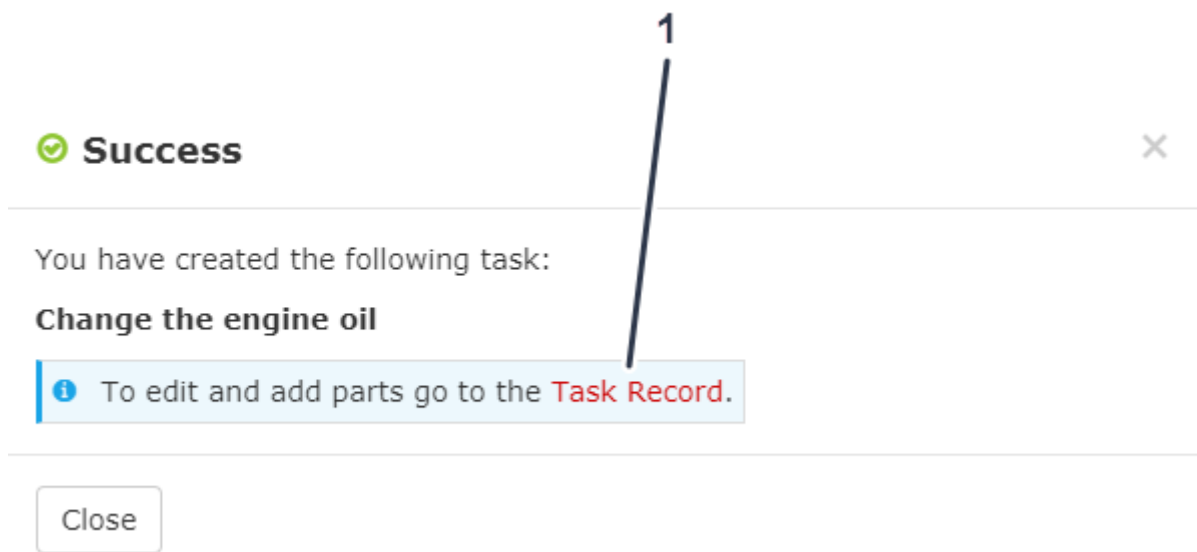 1
Success
You have created the following task:
Change the engine oil
To edit and add parts go to the Task Record.
Close